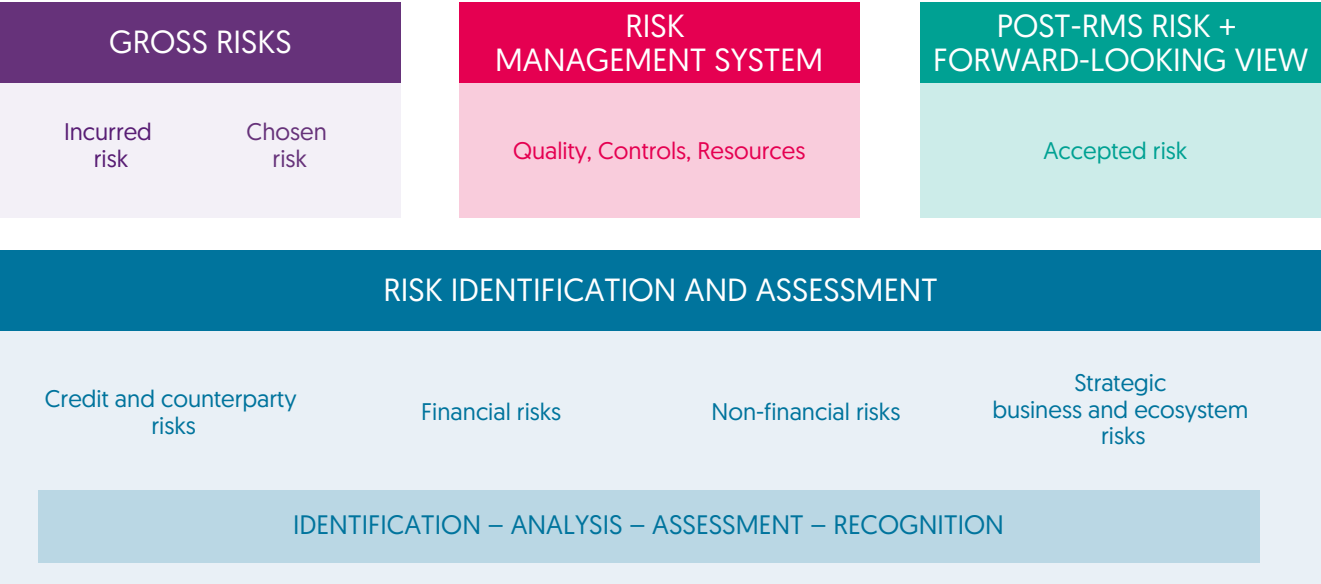 GROSS RISKS
Incurred
risk
Chosen
risk
RISK
MANAGEMENT SYSTEM
Quality, Controls, Resources
POST-RMS RISK +
FORWARD-LOOKING VIEW
Accepted risk
RISK IDENTIFICATION AND ASSESSMENT
Credit and counterparty
risks
Financial risks
Non-financial risks
Strategic
business and ecosystem
risks
IDENTIFICATION – ANALYSIS – ASSESSMENT – RECOGNITION